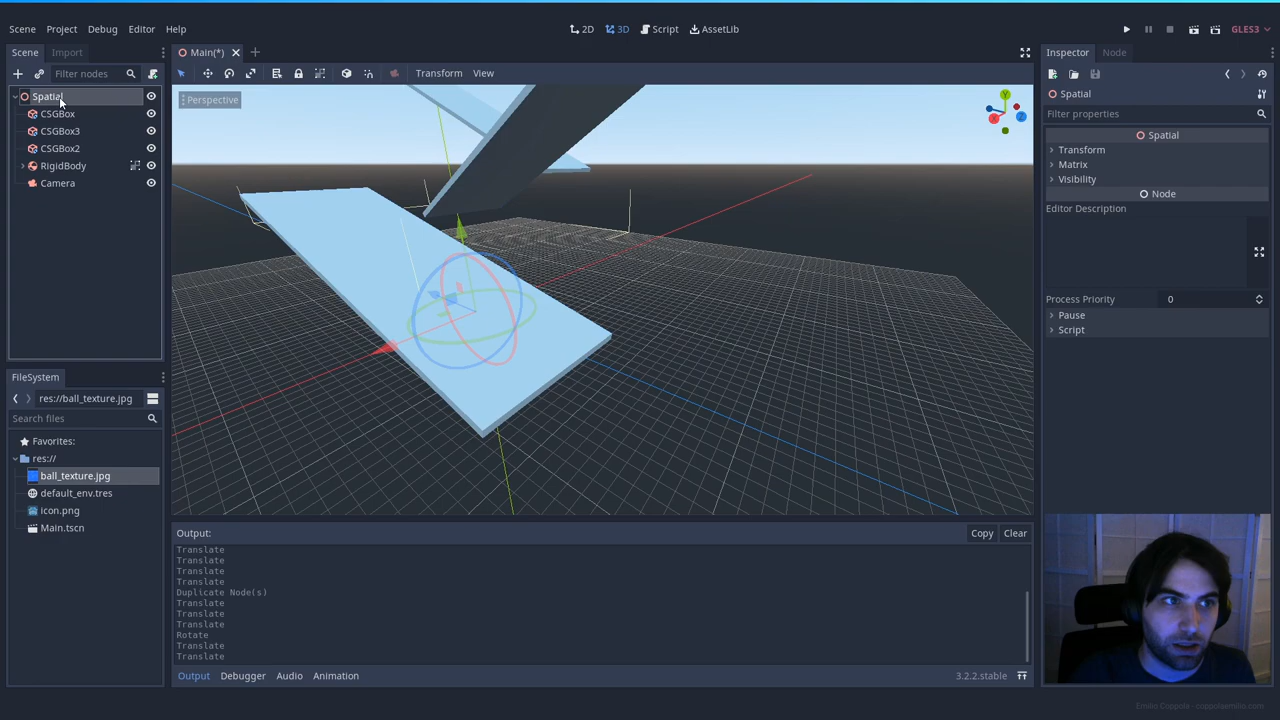 Scene Project Debug Editor Help
2D 3D Script AssetLib
GLES3
Scene Import
Filter nodes
Spatial
CSGBox
CSGBox3
CSGBox2
RigidBody
Camera
FileSystem
res://ball_texture.jpg
Search files
Favorites:
res://
ball_texture.jpg
default_env.tres
icon.png
Main.tscn
Main(*)
Transform View
Perspective
Y
X
Z
Output:
Copy Clear
Translate
Translate
Translate
Translate
Duplicate Node(s)
Translate
Translate
Translate
Rotate
Translate
Translate
Output Debugger Audio Animation
3.2.2.stable
Inspector Node
Spatial
Filter properties
Spatial
Transform
Matrix
Visibility
Node
Editor Description
Process Priority 0
Pause
Script
Emilio Coppola - coppolaemilio.com